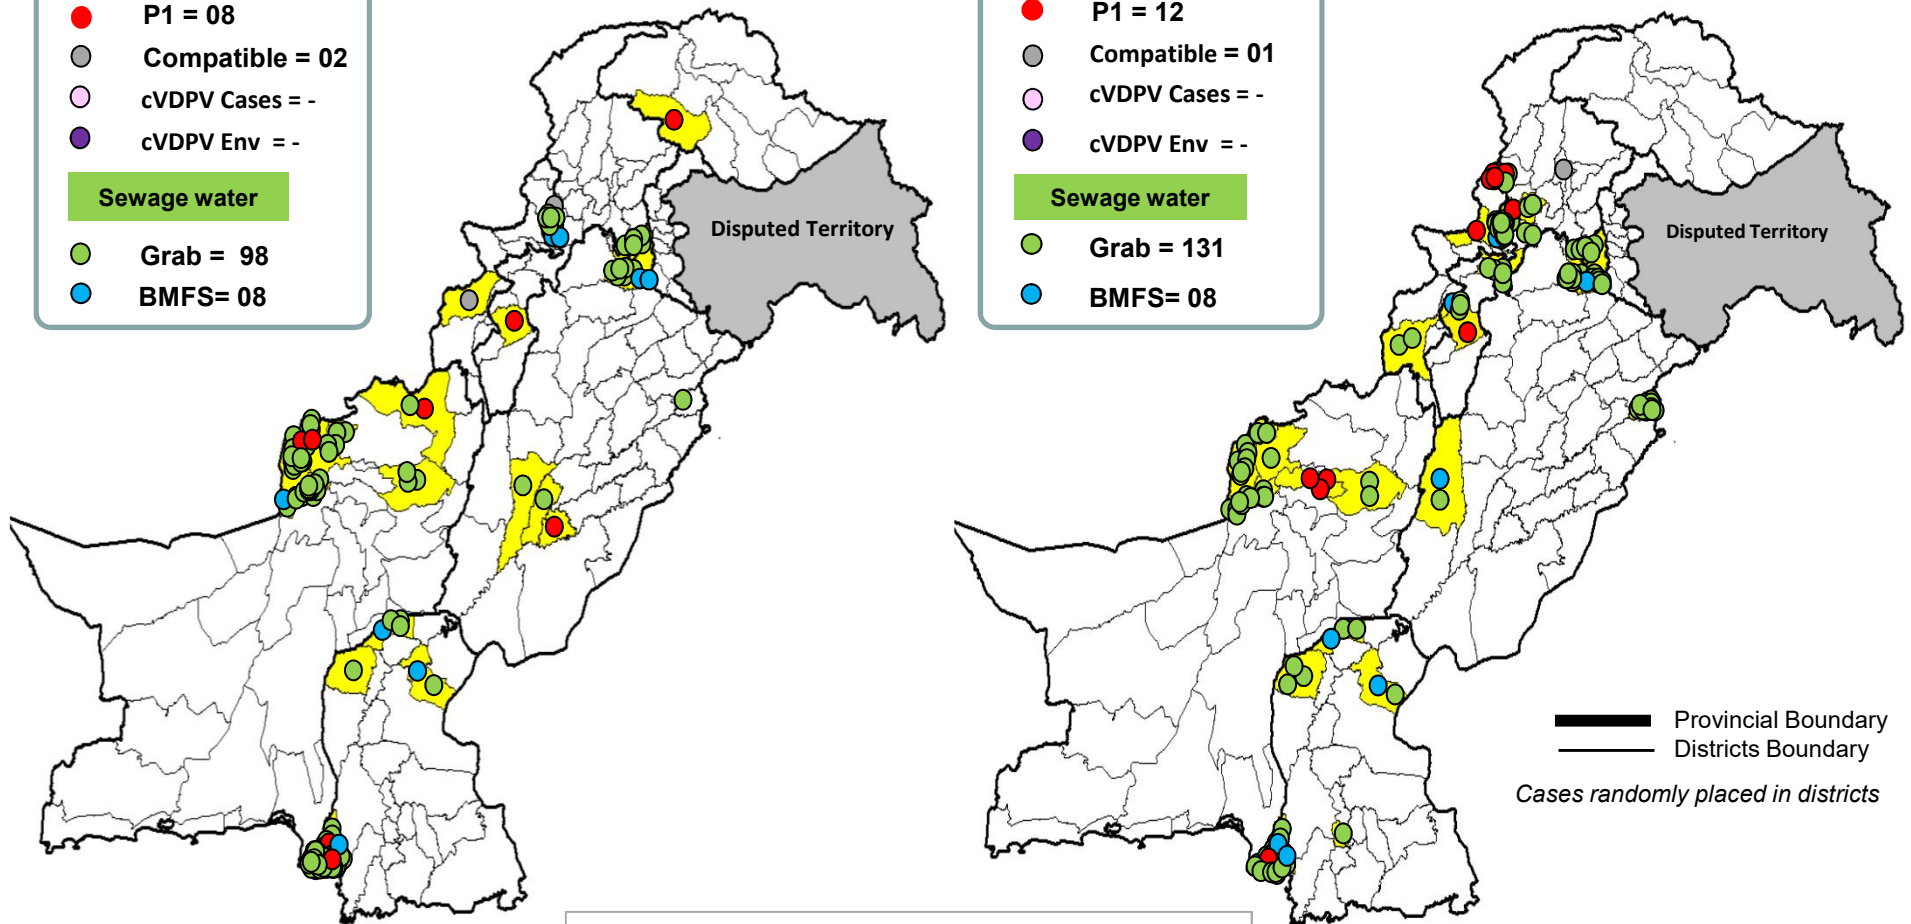 P1 = 08
Compatible = 02
cVDPV Cases = -
cVDPV Env = -
Sewage water
Grab = 98
BMFS= 08
Disputed Territory
P1 = 12
Compatible = 01
cVDPV Cases = -
cVDPV Env = -
Sewage water
Grab = 131
BMFS= 08
Disputed Territory
Provincial Boundary
Districts Boundary
Cases randomly placed in districts